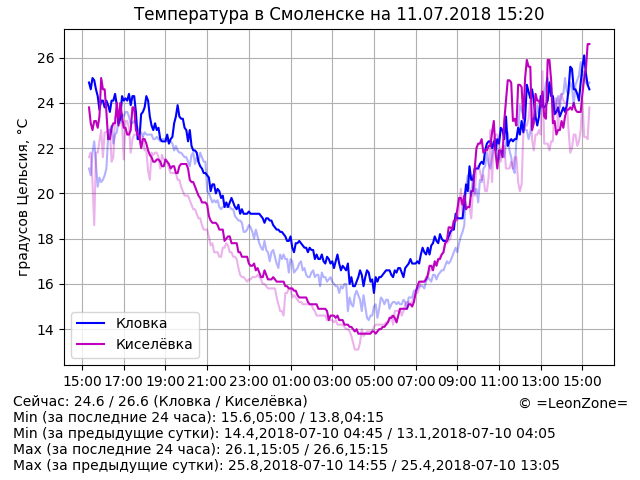 Температура в Смоленске на 11.07.2018 15:20
градусов Цельсия, °C
26
24
22
20
18
16
14
Кловка
Киселёвка
15:00 17:00 19:00 21:00 23:00 01:00 03:00 05:00 07:00 09:00 11:00 13:00 15:00
Сейчас: 24.6 / 26.6 (Кловка / Киселёвка)
© =LeonZone=
Min (за последние 24 часа): 15.6,05:00 / 13.8,04:15
Min (за предыдущие сутки): 14.4,2018-07-10 04:45 / 13.1,2018-07-10 04:05
Max (за последние 24 часа): 26.1,15:05 / 26.6,15:15
Max (за предыдущие сутки): 25.8,2018-07-10 14:55 / 25.4,2018-07-10 13:05